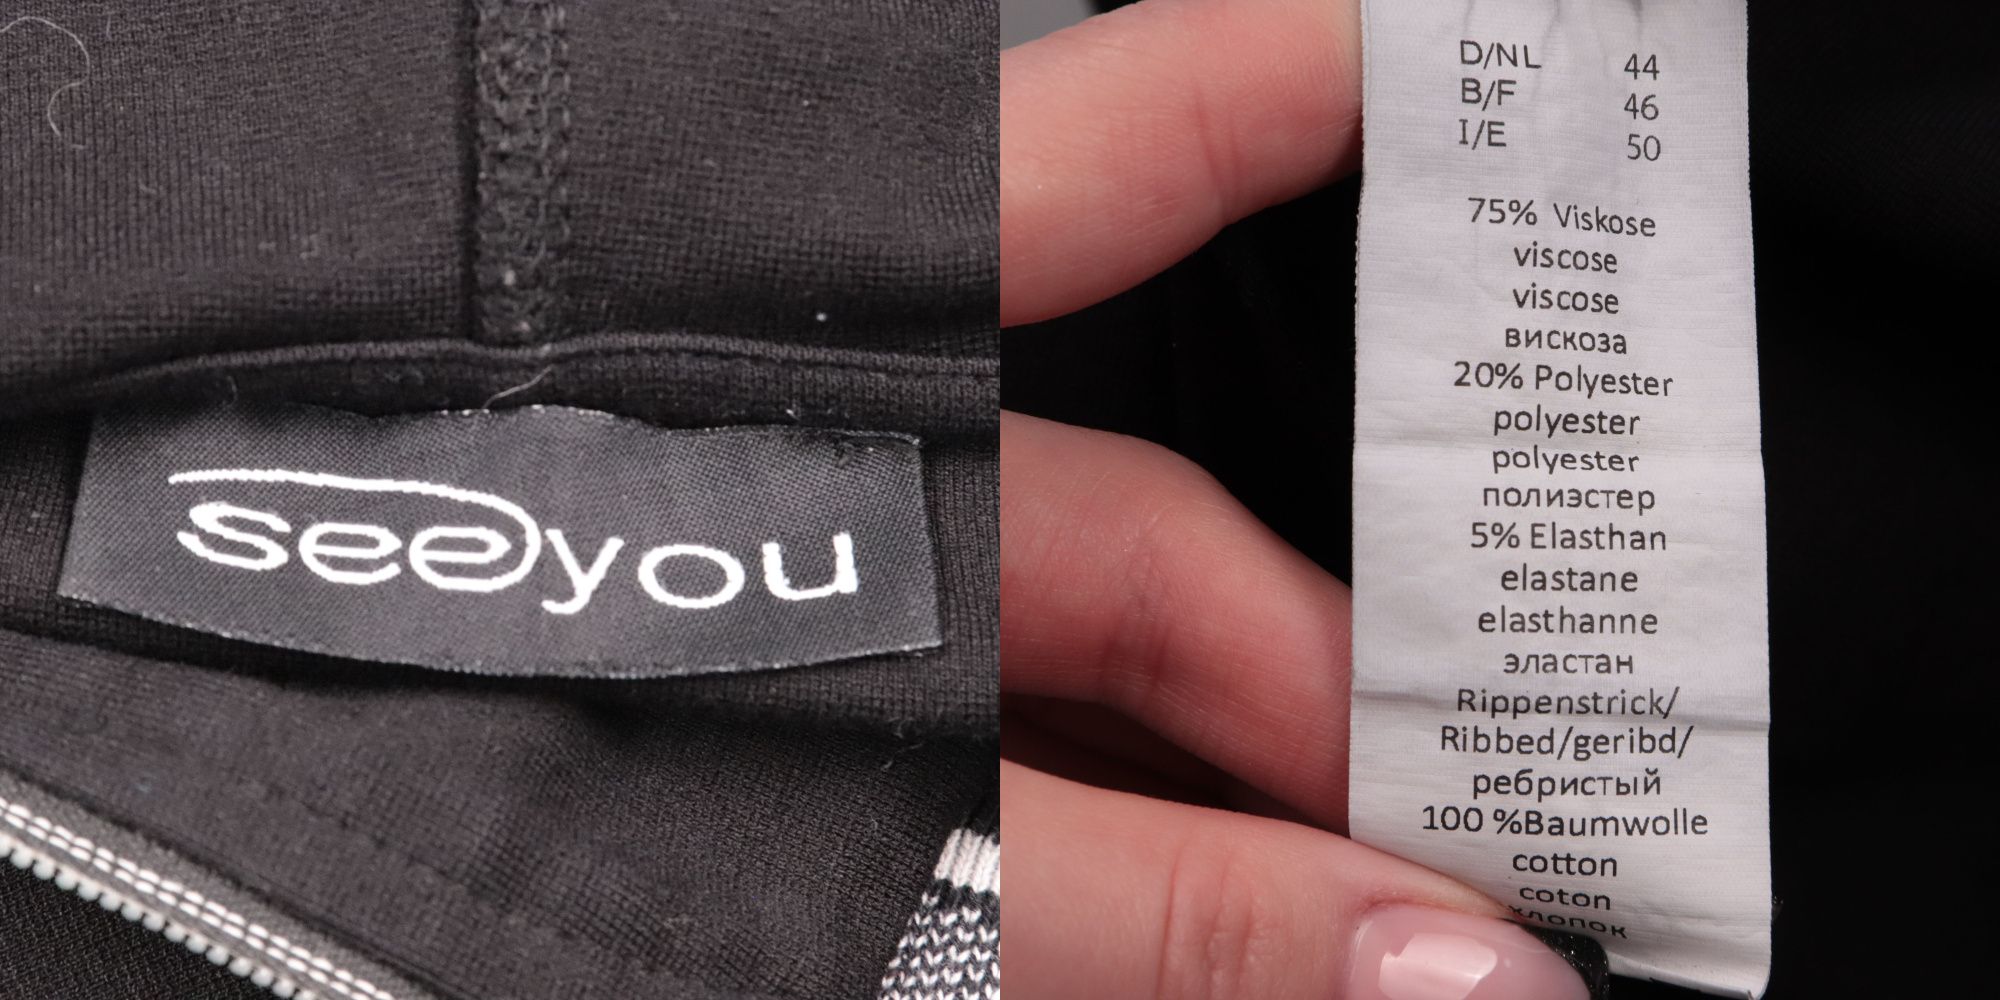 seeyou
D/NL 44
B/F 46
I/E 50
75% Viskose
viscose
viscose
вискоза
20% Polyester
polyester
polyester
полиэстер
5% Elasthan
elastane
elasthanne
эластан
Rippenstrick/
Ribbed/geribd/
ребристый
100 %Baumwolle
cotton
coton
хлопок